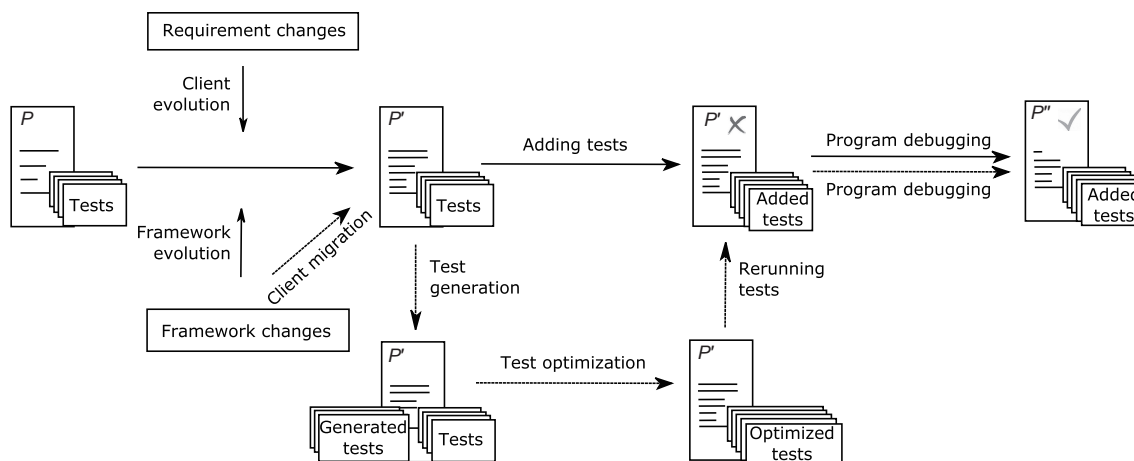 Requirement changes
Client
evolution
P
Tests
P'
Tests
Adding tests
P'
Added
tests
Program debugging
Program debugging
P"
Added
tests
Framework
evolution
Client migration
Framework changes
Test
generation
Rerunning
tests
P'
Generated
tests
Tests
Test optimization
P'
Optimized
tests